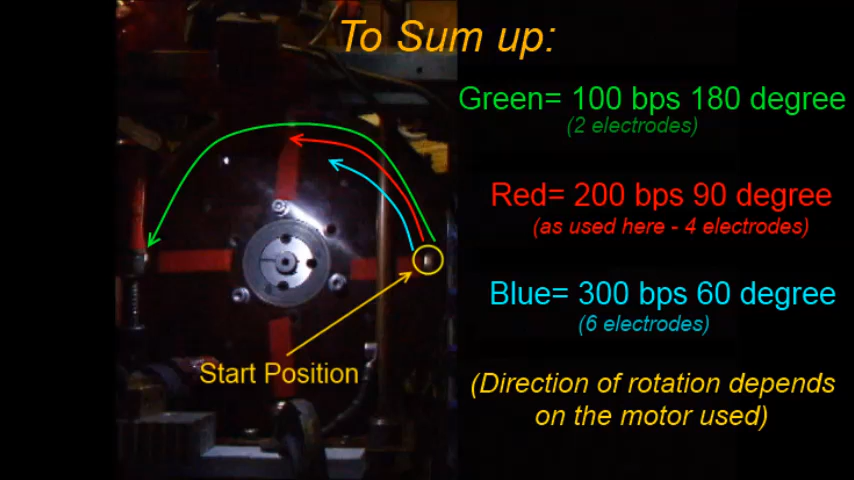 To Sum up:
Green= 100 bps 180 degree
(2 electrodes)
Red= 200 bps 90 degree
(as used here - 4 electrodes)
Blue= 300 bps 60 degree
(6 electrodes)
Start Position
(Direction of rotation depends
on the motor used)